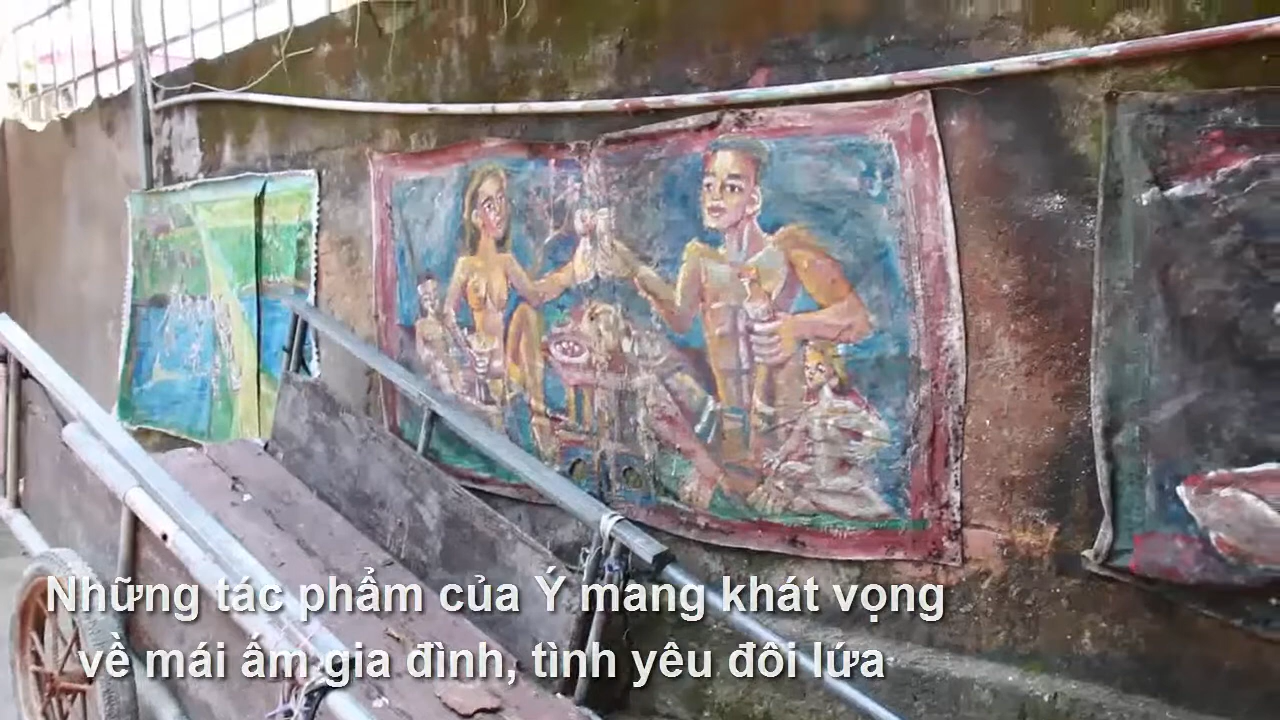 Những tác phẩm của Ý mang khát vọng
về mái ấm gia đình, tình yêu đôi lứa